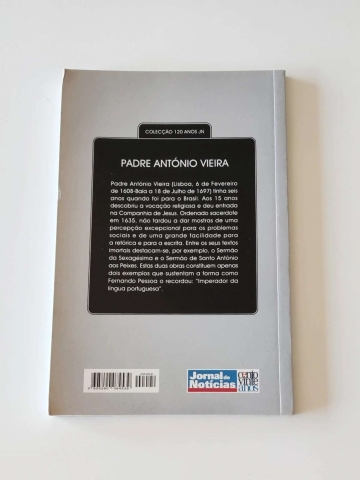 COLECÇÃO 120 ANOS JN
PADRE ANTÓNIO VIEIRA
Padre António Vieira (Lisboa, 6 de Fevereiro
de 1608-Baía a 18 de Julho de 1697) tinha seis
anos quando foi para o Brasil. Aos 15 anos
descobriu a vocação religiosa e deu entrada
na Companhia de Jesus. Ordenado sacerdote
em 1635, não tardou a dar mostras de uma
percepção excepcional para os problemas
sociais e de uma grande facilidade para
a retórica e para a escrita. Entre os seus textos
imortais destacam-se, por exemplo, o Sermão
da Sexagésima e o Sermão de Santo António
aos Peixes. Estas duas obras constituem apenas
dois exemplos que sustentam a forma como
Fernando Pessoa o recordou: "Imperador da
língua portuguesa".
Jornal de
Notícias
cento
vinte
anos